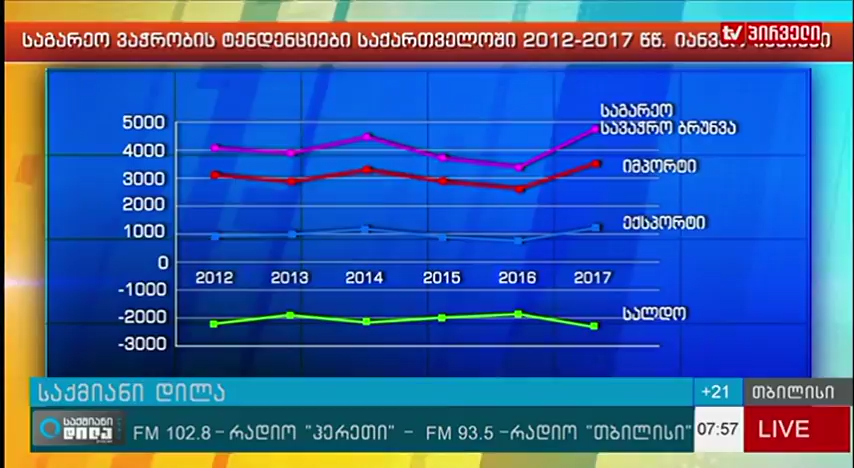 საგარეო ვაჭრობის ტენდენციები საქართველოში 2012-2017 წწ.
tv პირველი
5000
4000
3000
2000
1000
0
-1000
-2000
-3000
2012 2013 2014 2015 2016 2017
საგარეო
სავაჭრო ბრუნვა
იმპორტი
ექსპორტი
სალდო
საქმიანი დილა +21 თბილისი
საქმიანი
დილა
FM 102.8 – რადიო "ჰერეთი" – FM 93.5 – რადიო "თბილისი" 07:57 LIVE